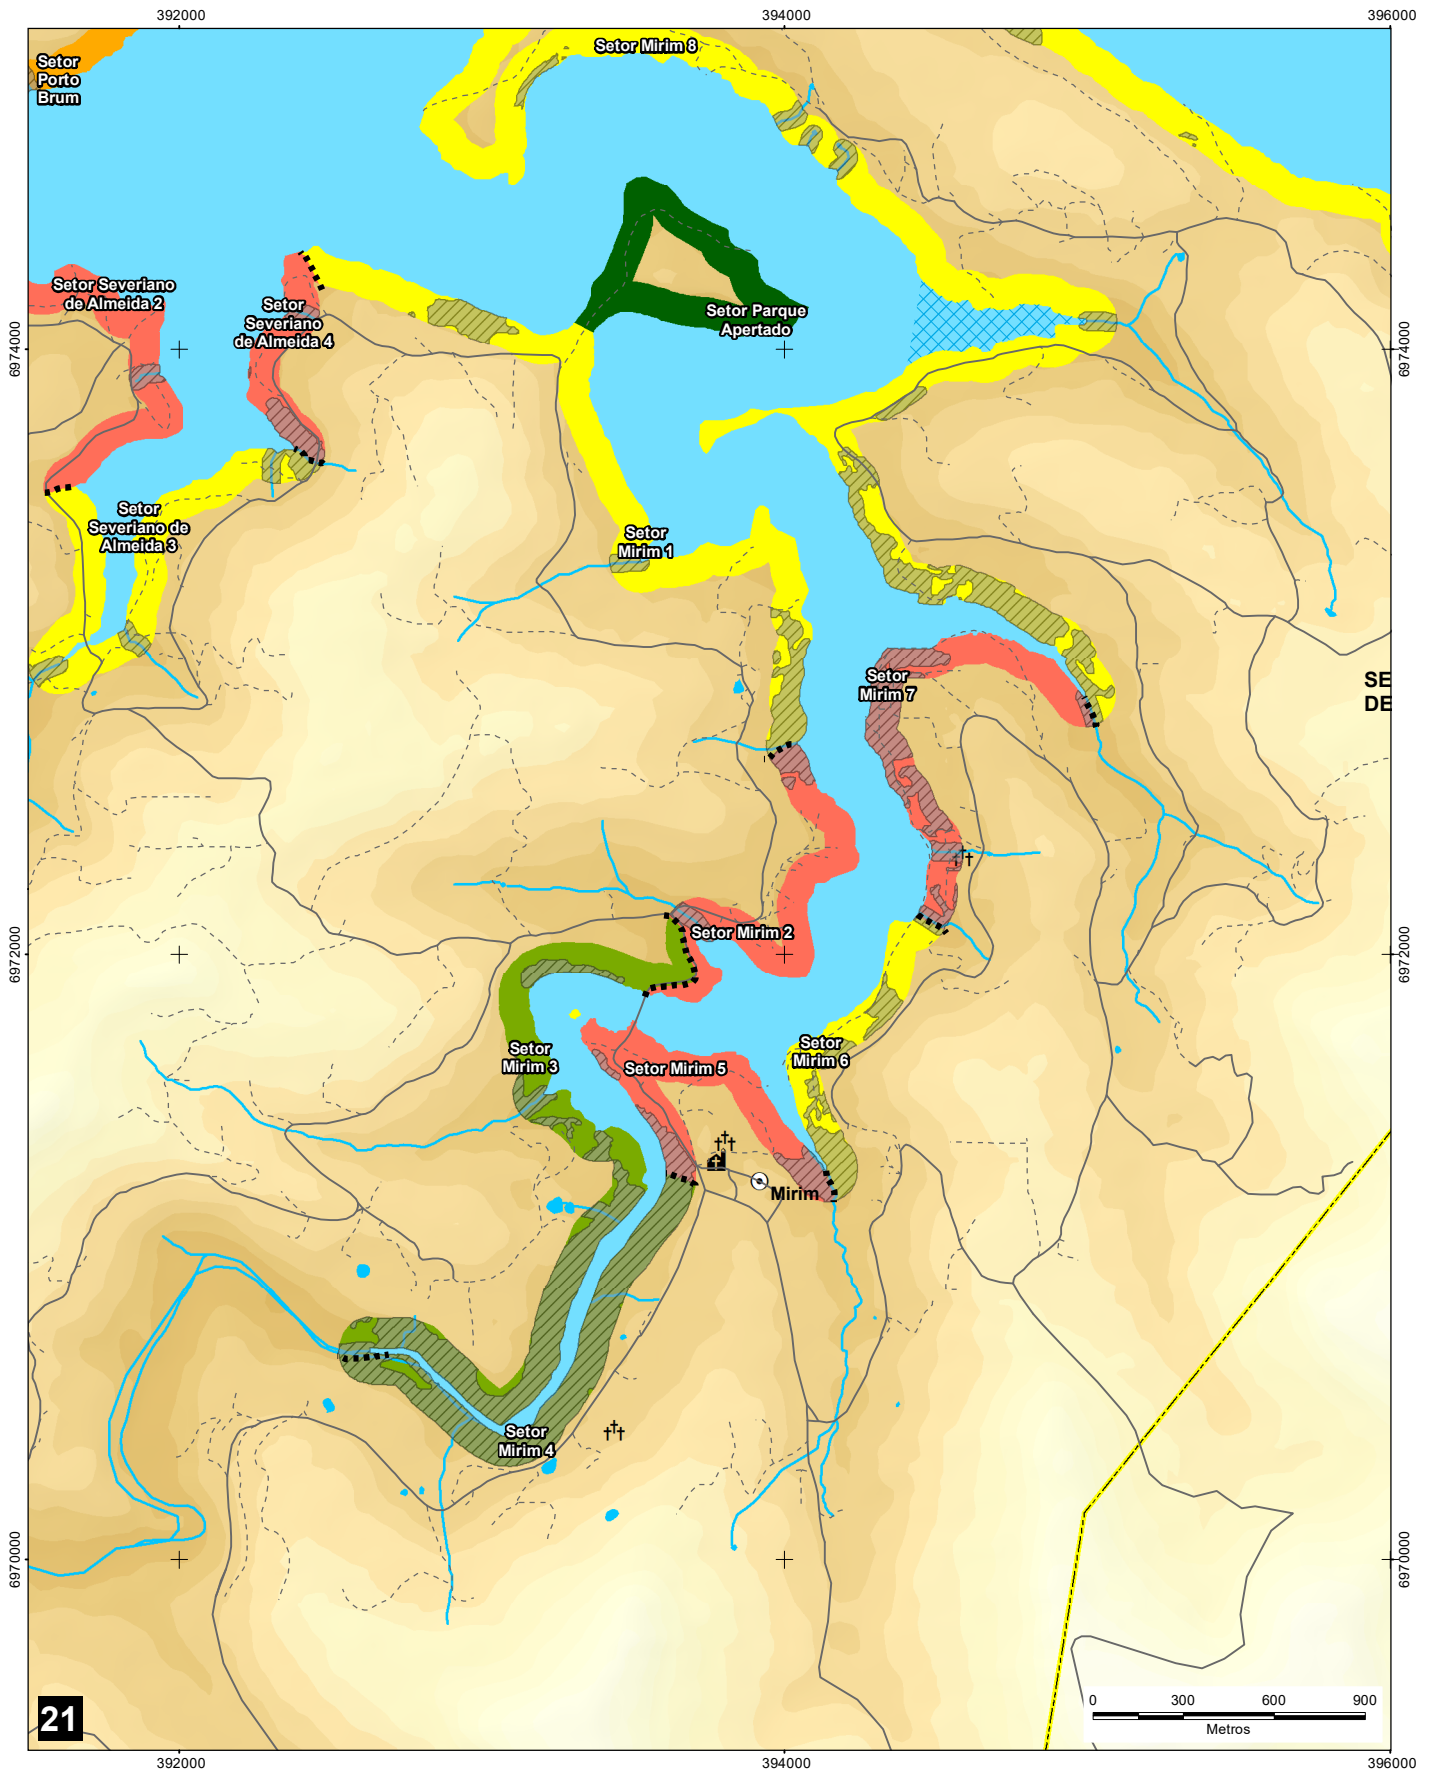 392000
394000
396000
Setor Mirim 8
Setor
Porto
Brum
Setor Severiano
de Almeida 2
Setor
Severiano
de Almeida 4
Setor Parque
Apertado
6974000
6974000
Setor
Severiano de
Almeida 3
Setor
Mirim 1
Setor
Mirim 7
SE
DE
Setor Mirim 2
6972000
6972000
Setor
Mirim 3
Setor Mirim 5
Setor
Mirim 6
Mirim
Setor
Mirim 4
6970000
6970000
21
0 300 600 900
Metros
392000
394000
396000